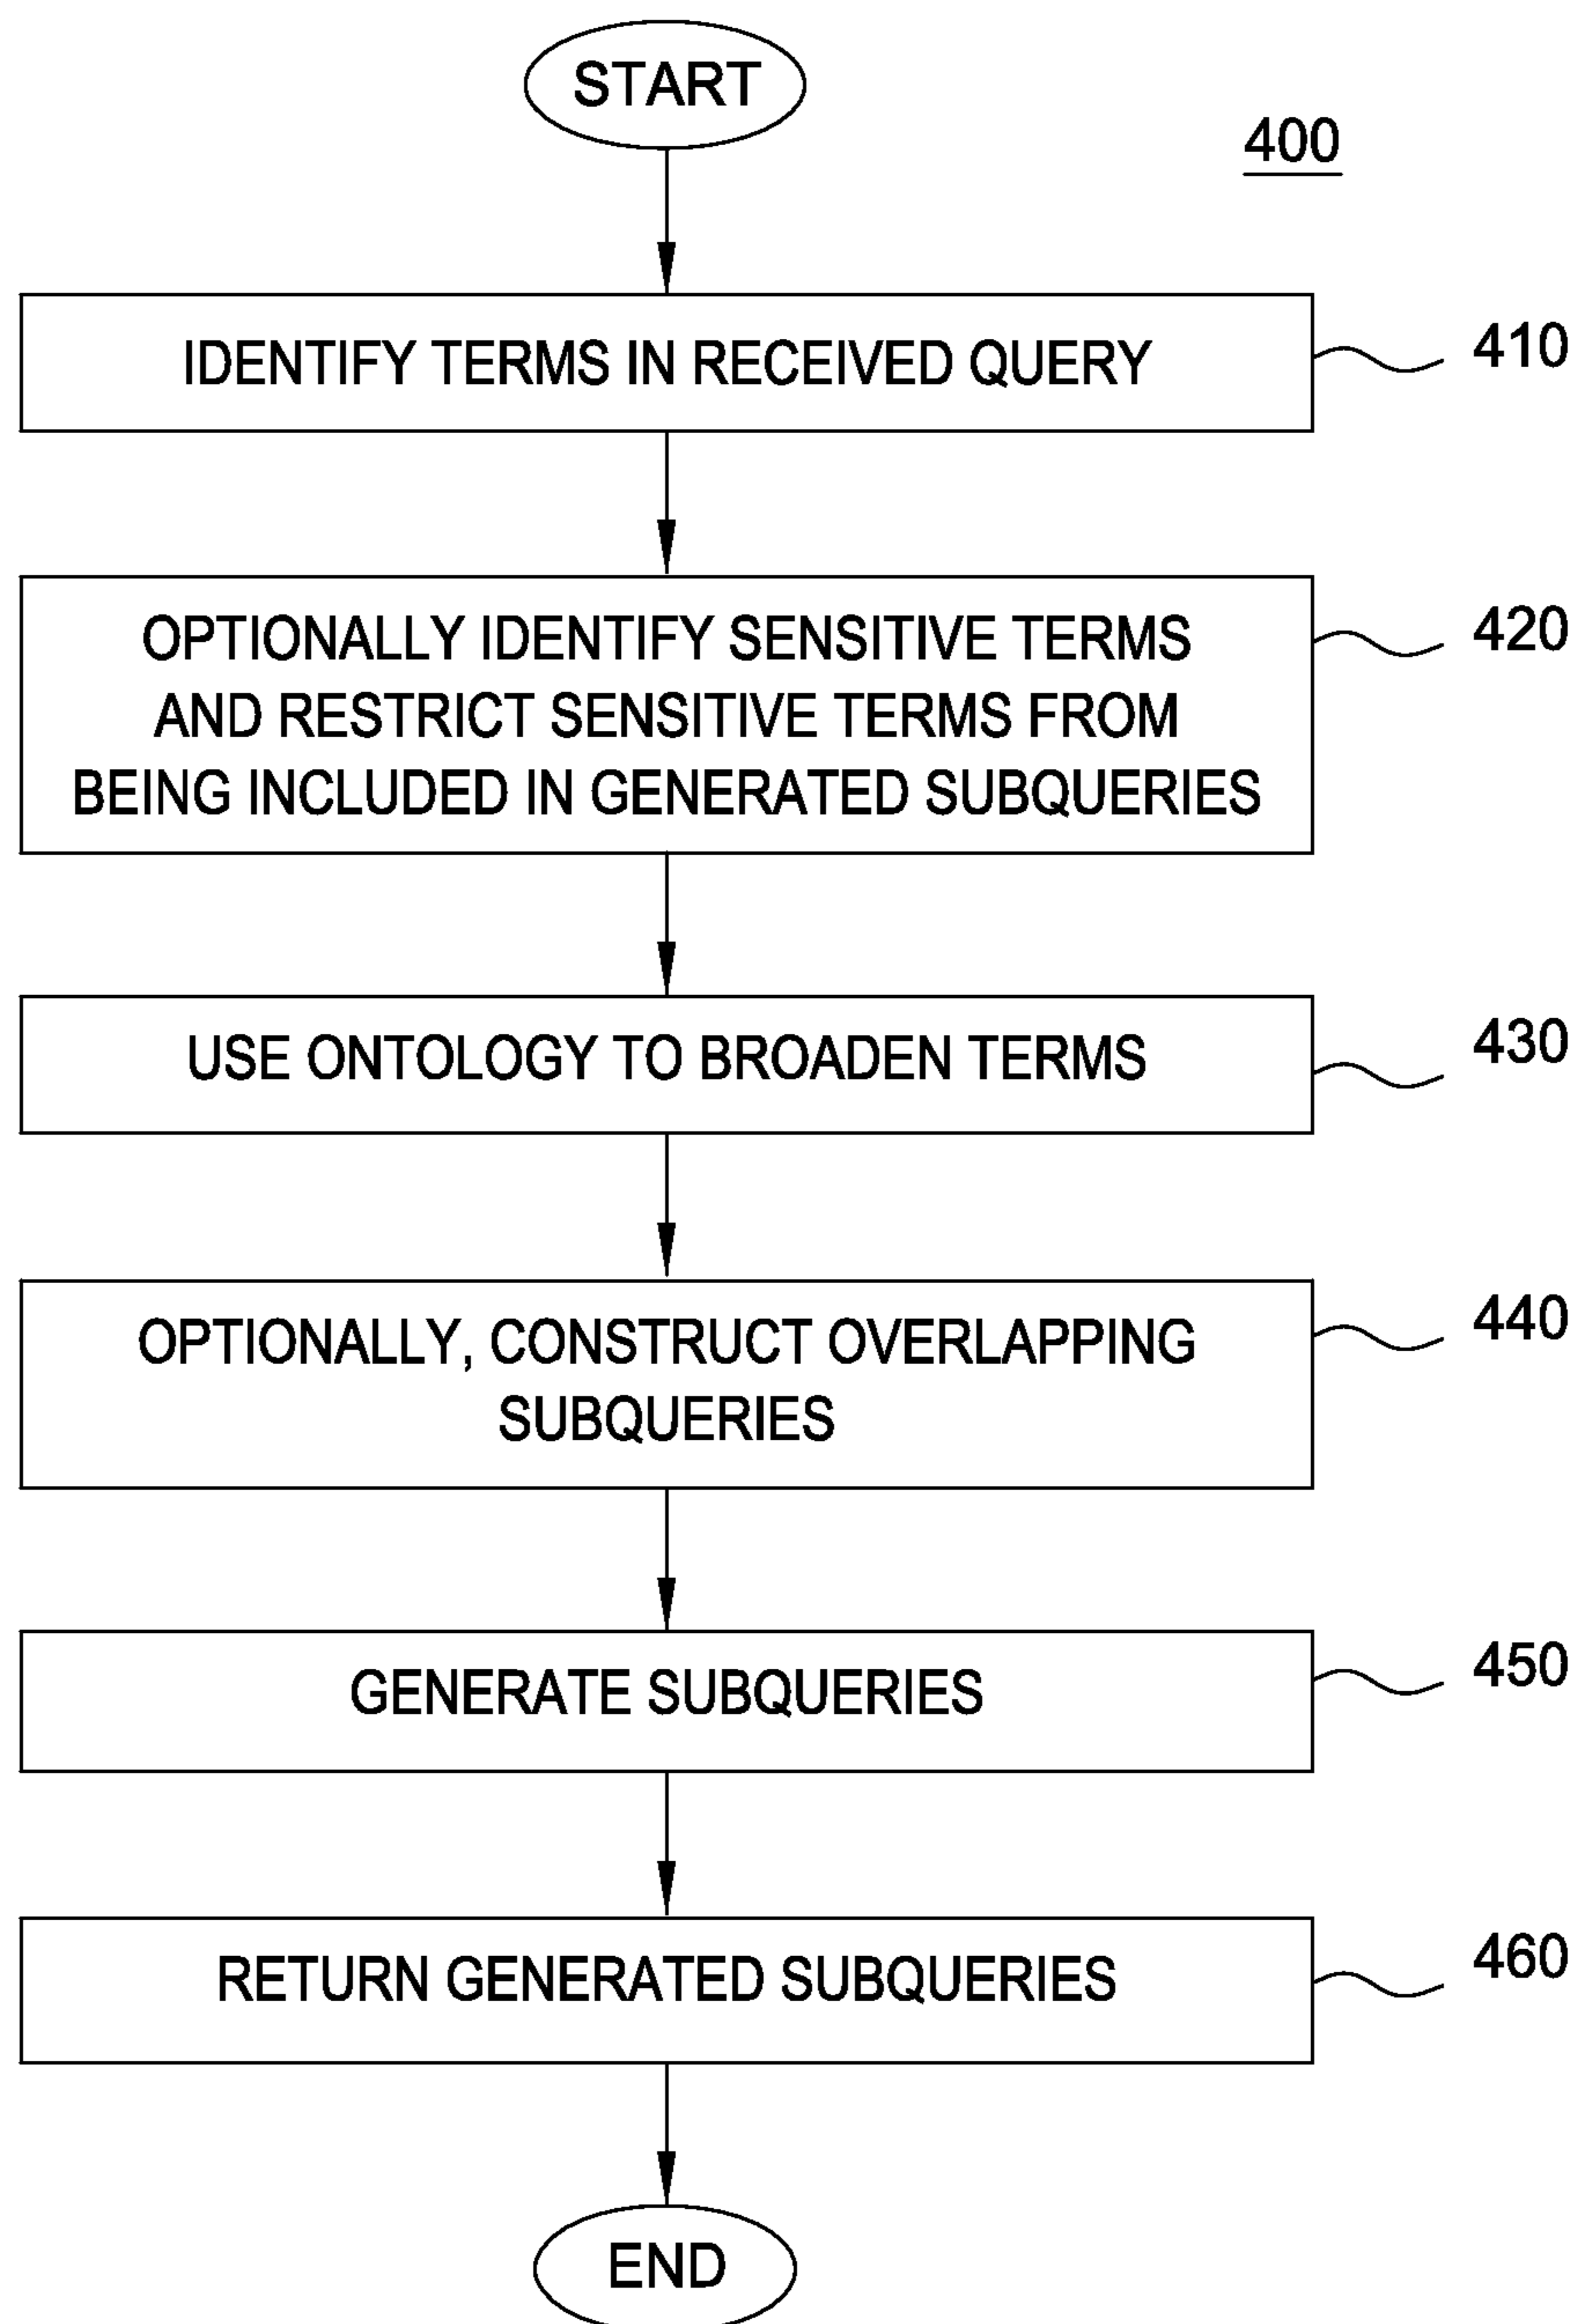 START
400
IDENTIFY TERMS IN RECEIVED QUERY
410
OPTIONALLY IDENTIFY SENSITIVE TERMS
AND RESTRICT SENSITIVE TERMS FROM
BEING INCLUDED IN GENERATED SUBQUERIES
420
USE ONTOLOGY TO BROADEN TERMS
430
OPTIONALLY, CONSTRUCT OVERLAPPING
SUBQUERIES
440
GENERATE SUBQUERIES
450
RETURN GENERATED SUBQUERIES
460
END